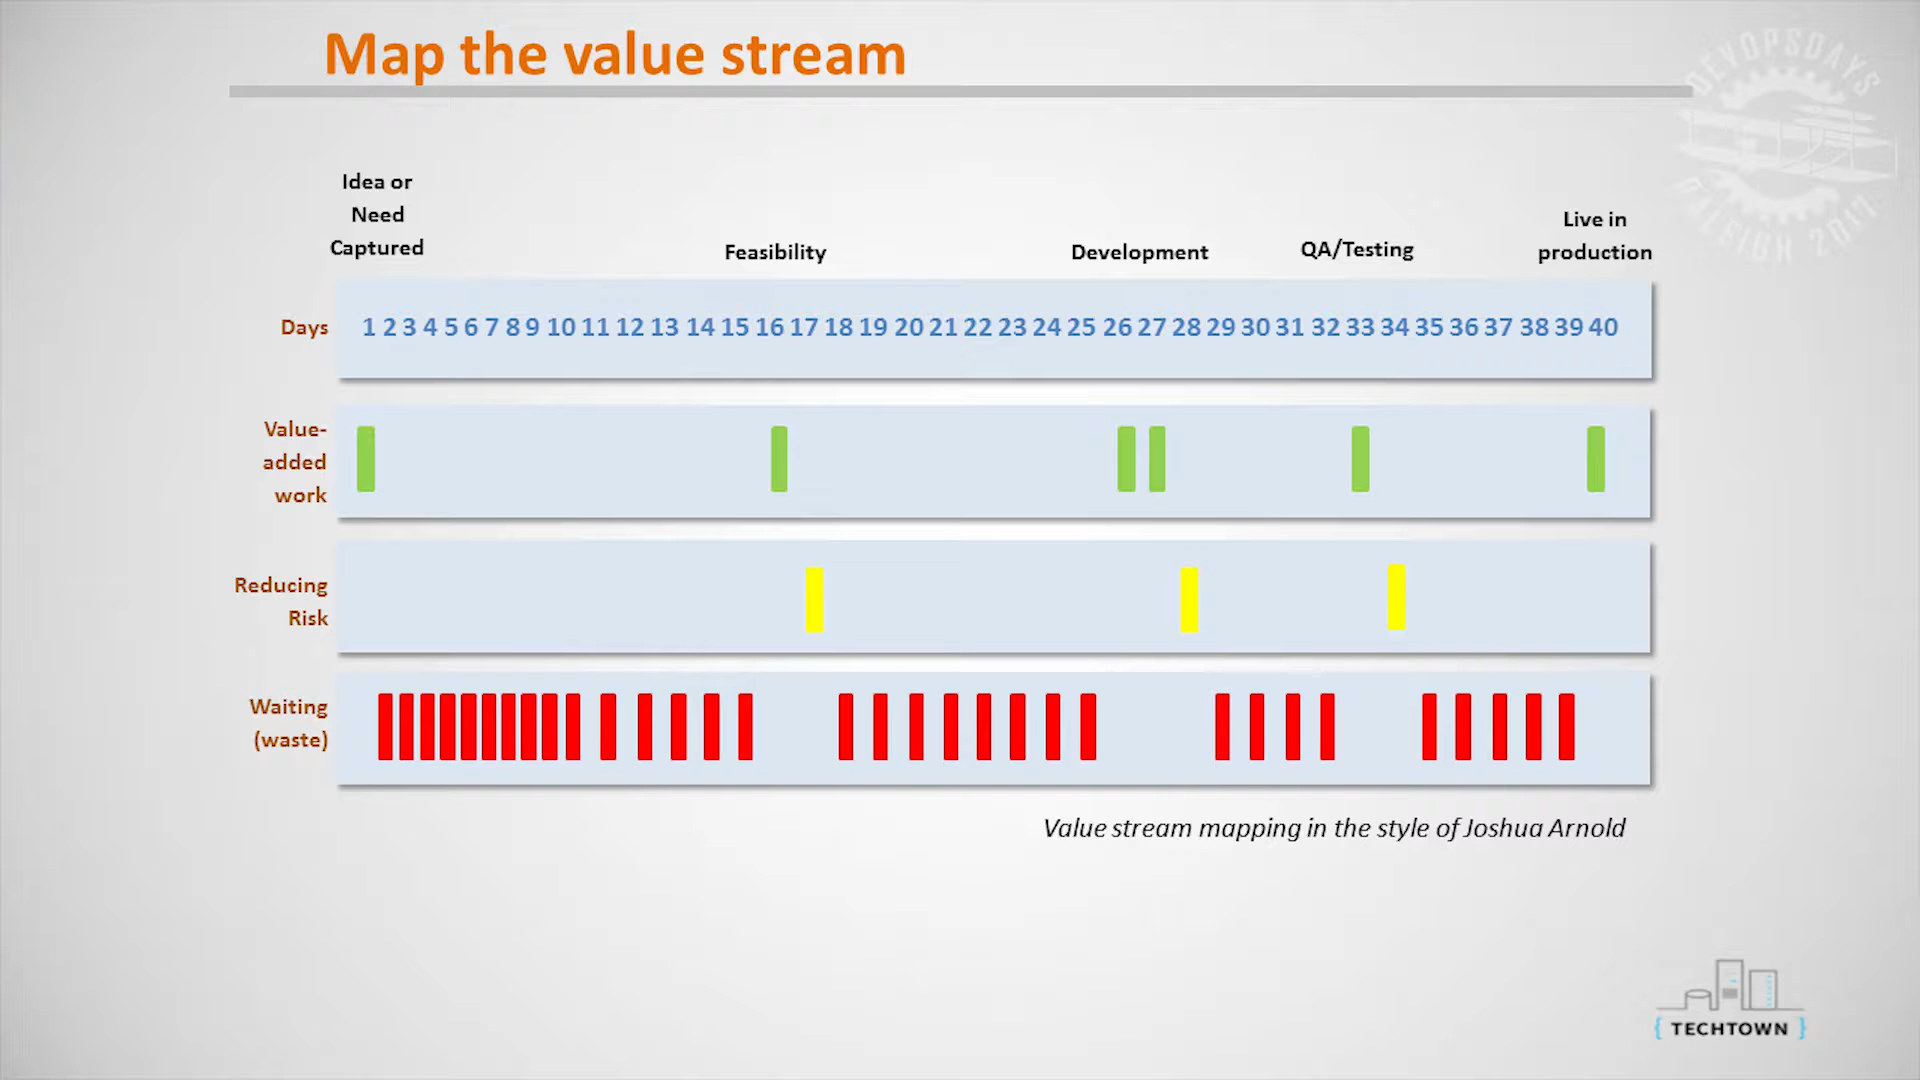 Map the value stream
DEVOPSDAYS
RALEIGH 2017
Idea or
Need
Captured
Feasibility
Development
QA/Testing
Live in
production
Days
1 2 3 4 5 6 7 8 9 10 11 12 13 14 15 16 17 18 19 20 21 22 23 24 25 26 27 28 29 30 31 32 33 34 35 36 37 38 39 40
Value-
added
work
Reducing
Risk
Waiting
(waste)
Value stream mapping in the style of Joshua Arnold
{ TECHTOWN }